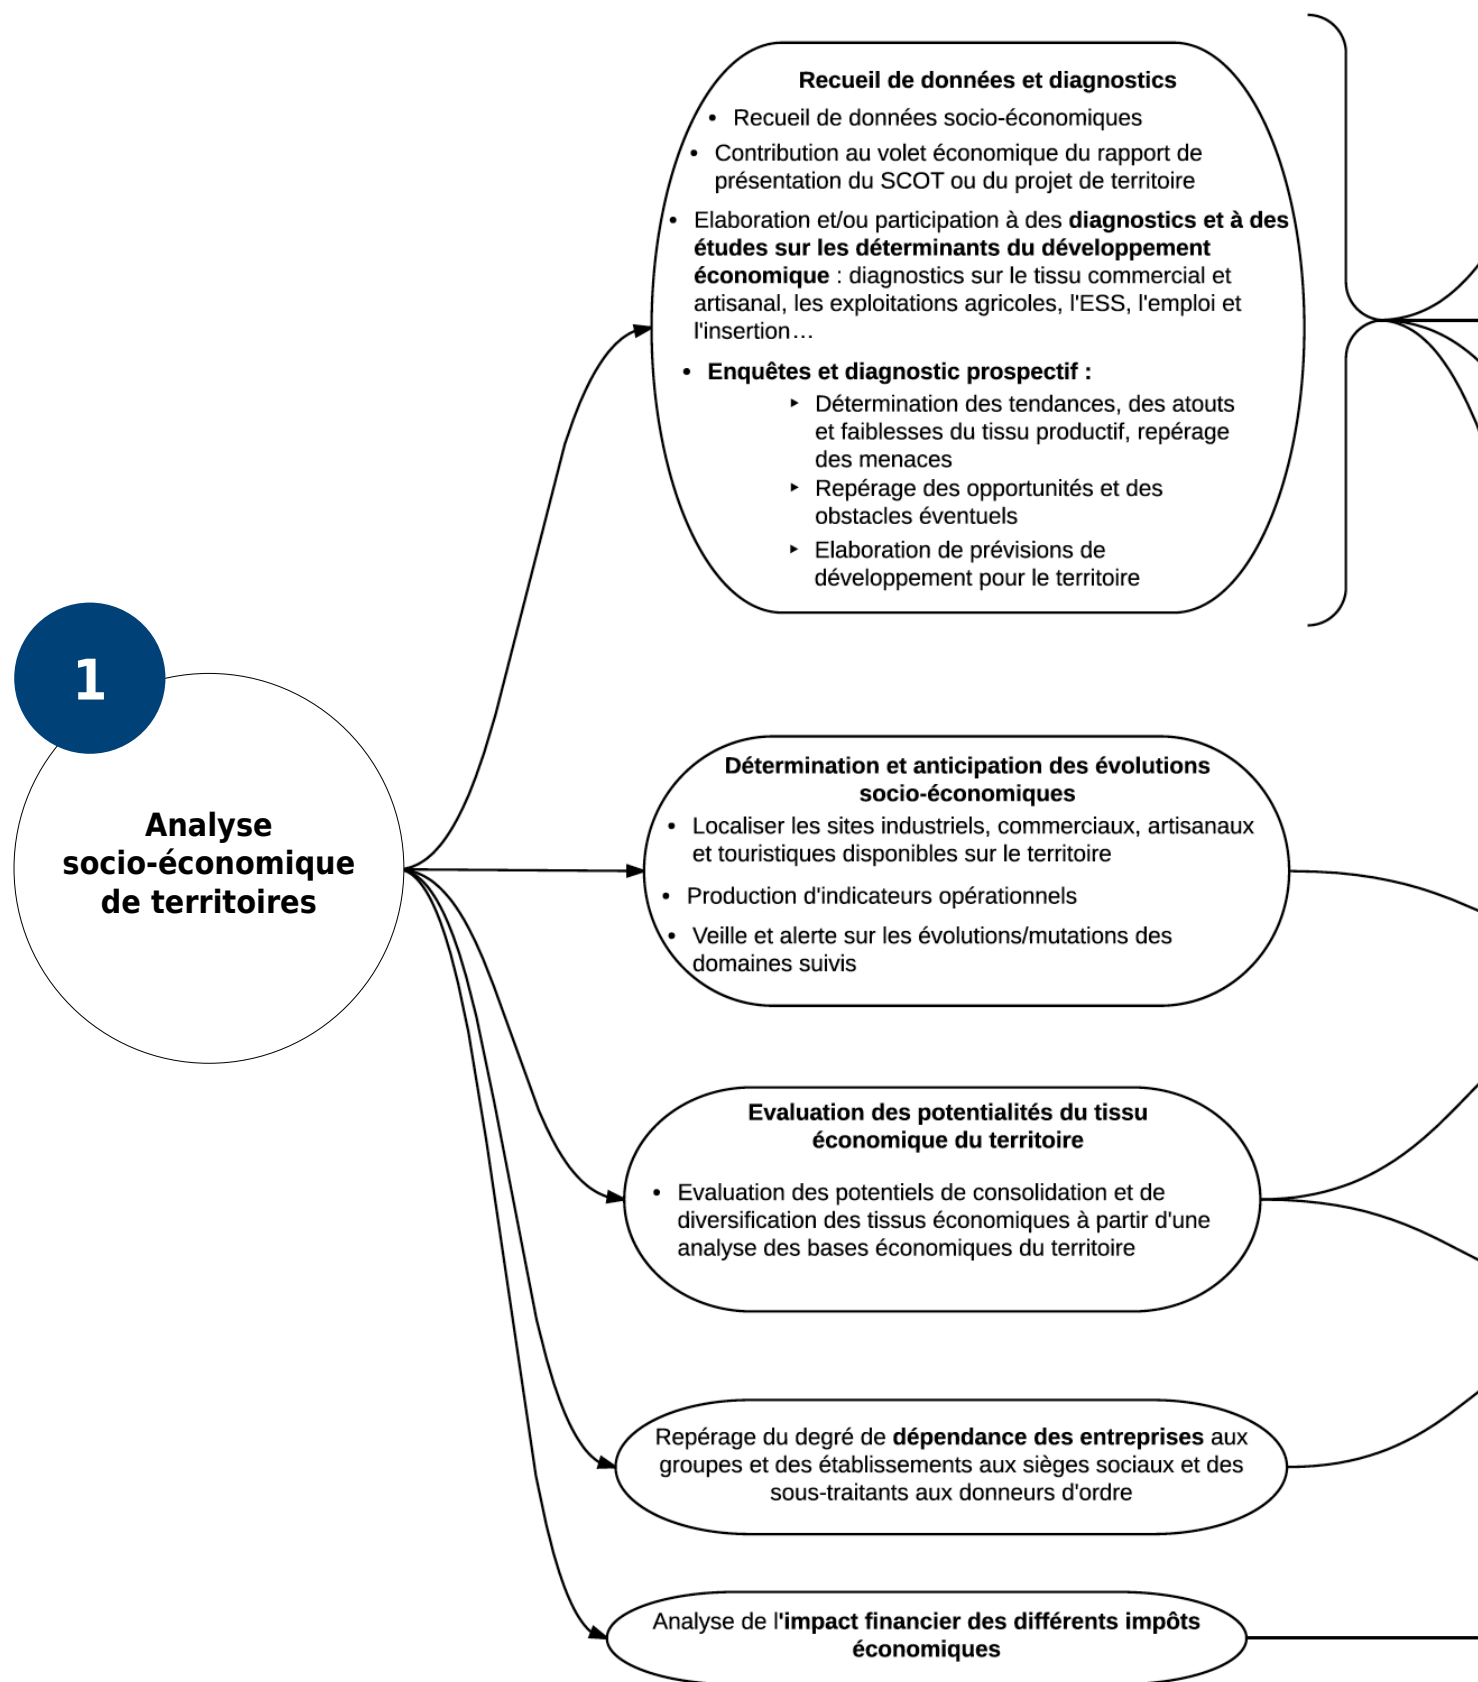 1
Analyse
socio-économique
de territoires
Recueil de données et diagnostics
• Recueil de données socio-économiques
• Contribution au volet économique du rapport de
présentation du SCOT ou du projet de territoire
• Elaboration et/ou participation à des diagnostics et à des
études sur les déterminants du développement
économique : diagnostics sur le tissu commercial et
artisanal, les exploitations agricoles, l'ESS, l'emploi et
l'insertion…
• Enquêtes et diagnostic prospectif :
‣ Détermination des tendances, des atouts
et faiblesses du tissu productif, repérage
des menaces
‣ Repérage des opportunités et des
obstacles éventuels
‣ Elaboration de prévisions de
développement pour le territoire
Détermination et anticipation des évolutions
socio-économiques
• Localiser les sites industriels, commerciaux, artisanaux
et touristiques disponibles sur le territoire
• Production d'indicateurs opérationnels
• Veille et alerte sur les évolutions/mutations des
domaines suivis
Evaluation des potentialités du tissu
économique du territoire
• Evaluation des potentiels de consolidation et de
diversification des tissus économiques à partir d'une
analyse des bases économiques du territoire
Repérage du degré de dépendance des entreprises aux
groupes et des établissements aux sièges sociaux et des
sous-traitants aux donneurs d'ordre
Analyse de l'impact financier des différents impôts
économiques